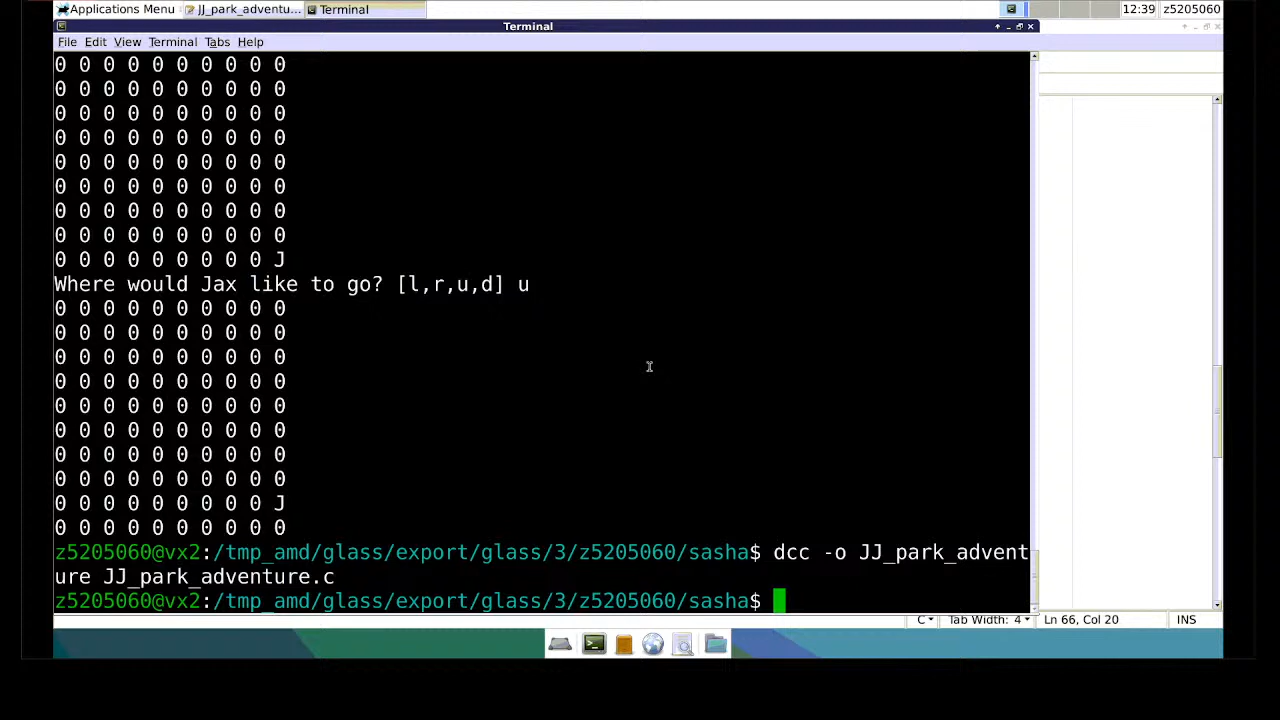 Applications Menu JJ_park_adventu... Terminal 12:39 z5205060
Terminal
File Edit View Terminal Tabs Help
0 0 0 0 0 0 0 0 0 0
0 0 0 0 0 0 0 0 0 0
0 0 0 0 0 0 0 0 0 0
0 0 0 0 0 0 0 0 0 0
0 0 0 0 0 0 0 0 0 0
0 0 0 0 0 0 0 0 0 0
0 0 0 0 0 0 0 0 0 0
0 0 0 0 0 0 0 0 0 0
0 0 0 0 0 0 0 0 0 J
Where would Jax like to go? [l,r,u,d] u
0 0 0 0 0 0 0 0 0 0
0 0 0 0 0 0 0 0 0 0
0 0 0 0 0 0 0 0 0 0
0 0 0 0 0 0 0 0 0 0
0 0 0 0 0 0 0 0 0 0
0 0 0 0 0 0 0 0 0 0
0 0 0 0 0 0 0 0 0 0
0 0 0 0 0 0 0 0 0 0
0 0 0 0 0 0 0 0 0 J
0 0 0 0 0 0 0 0 0 0
z5205060@vx2:/tmp_amd/glass/export/glass/3/z5205060/sasha$ dcc -o JJ_park_advent
ure JJ_park_adventure.c
z5205060@vx2:/tmp_amd/glass/export/glass/3/z5205060/sasha$
C Tab Width: 4 Ln 66, Col 20 INS